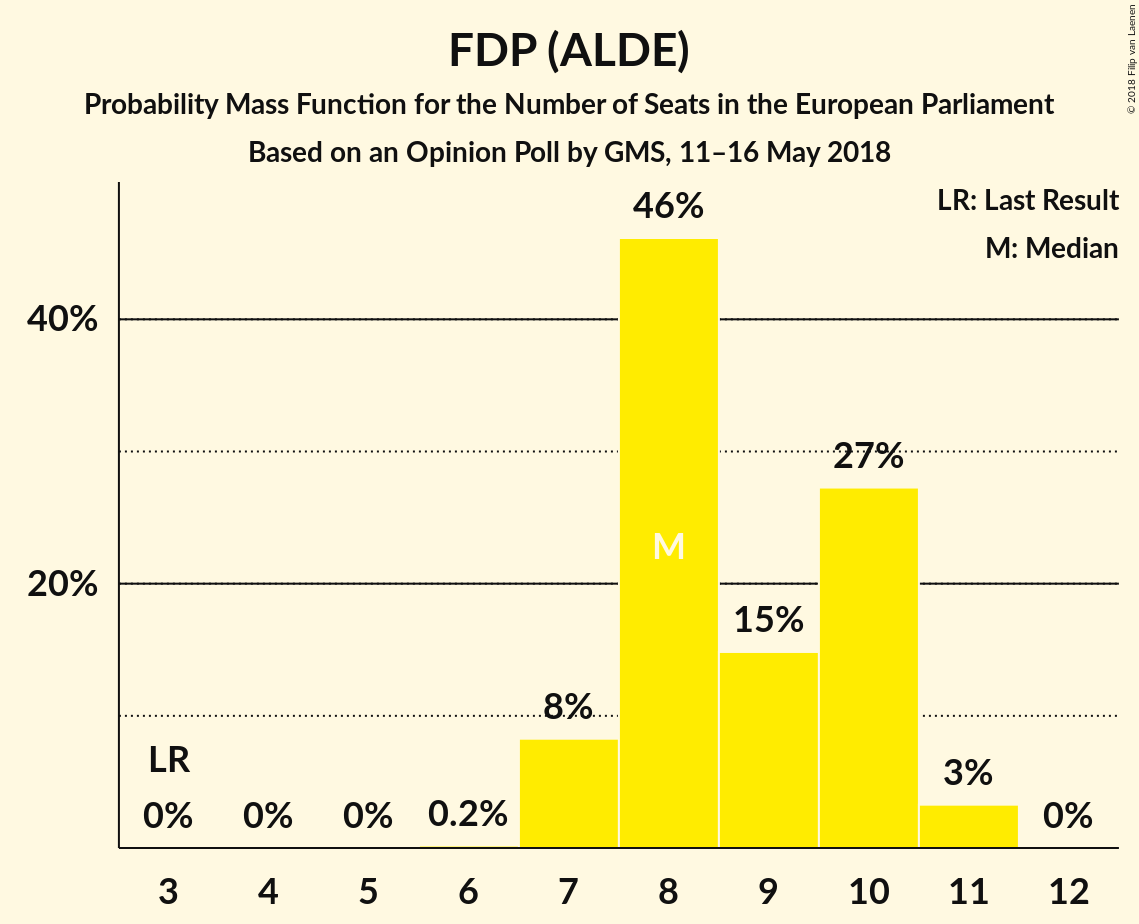 FDP (ALDE)
Probability Mass Function for the Number of Seats in the European Parliament
Based on an Opinion Poll by GMS, 11–16 May 2018
© 2018 Filip van Laenen
LR: Last Result
M: Median
46%
40%
27%
M
20%
15%
8%
LR
3%
0% 0% 0% 0.2% 0%
3 4 5 6 7 8 9 10 11 12